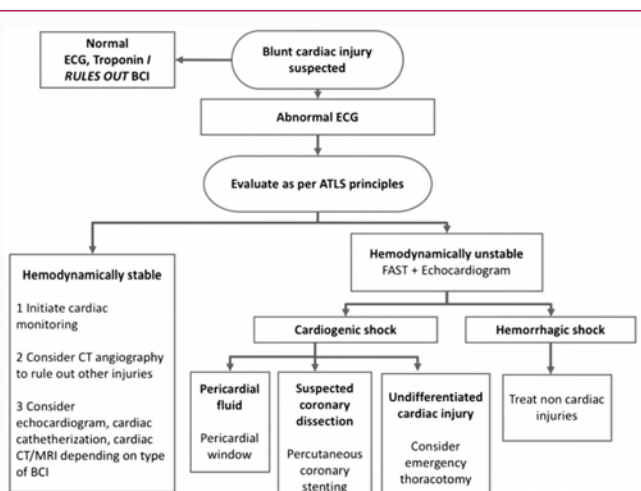 Normal
ECG, Troponin I
RULES OUT BCI
Blunt cardiac injury
suspected
Abnormal ECG
Evaluate as per ATLS principles
Hemodynamically stable
1 Initiate cardiac
monitoring
2 Consider CT angiography
to rule out other injuries
3 Consider
echocardiogram, cardiac
cathetherization, cardiac
CT/MRI depending on type
of BCI
Hemodynamically unstable
FAST + Echocardiogram
Cardiogenic shock
Hemorrhagic shock
Pericardial
fluid
Pericardial
window
Suspected
coronary
dissection
Percutaneous
coronary
stenting
Undifferentiated
cardiac injury
Consider
emergency
thoracotomy
Treat non cardiac
injuries